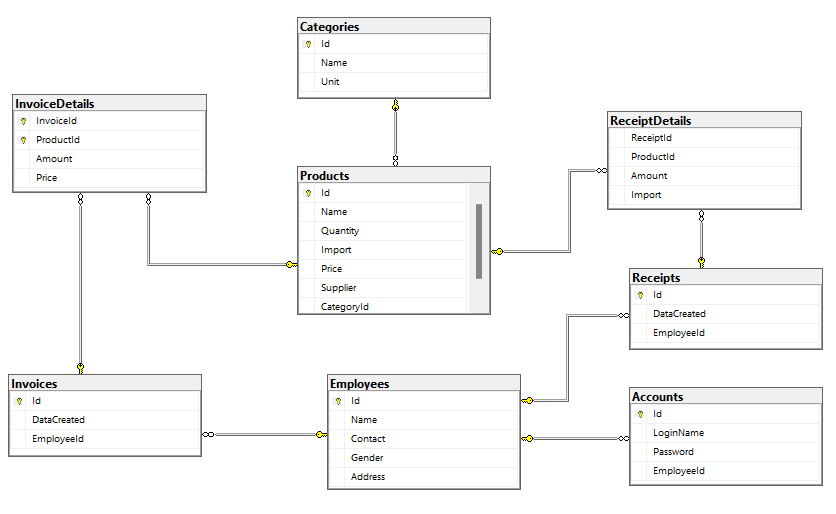 Categories
Id
Name
Unit
InvoiceDetails
InvoiceId
ProductId
Amount
Price
ReceiptDetails
ReceiptId
ProductId
Amount
Import
Products
Id
Name
Quantity
Import
Price
Supplier
CategoryId
Receipts
Id
DataCreated
EmployeeId
Invoices
Id
DataCreated
EmployeeId
Employees
Id
Name
Contact
Gender
Address
Accounts
Id
LoginName
Password
EmployeeId